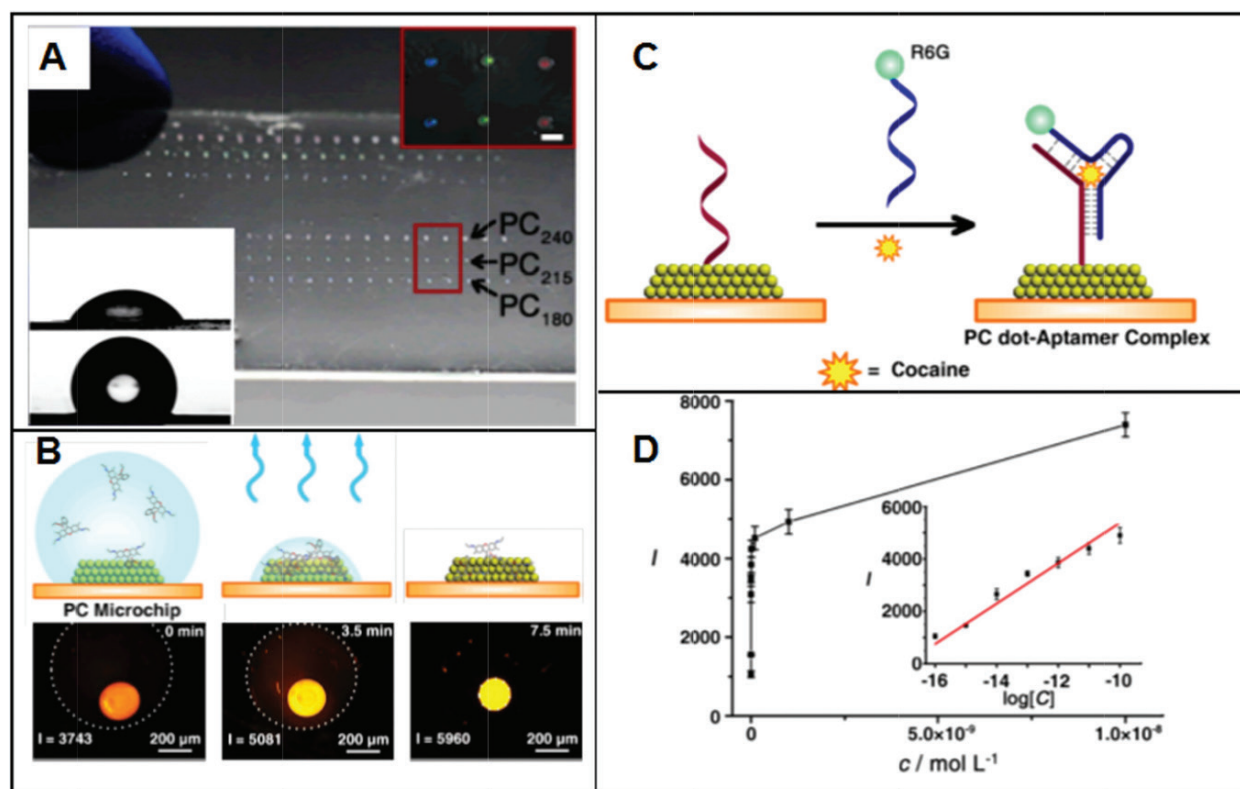 A
PC240
PC215
PC180
B
PC Microchip
0 min
I = 3743
200 µm
3.5 min
I = 5081
200 µm
7.5 min
I = 5960
200 µm
C
R6G
PC dot-Aptamer Complex
= Cocaine
D
8000
6000
4000
2000
0
I
0
5.0×10⁻⁹
1.0×10⁻⁸
c / mol L⁻¹
6000
4000
2000
0
I
-16
-14
-12
-10
log[C]